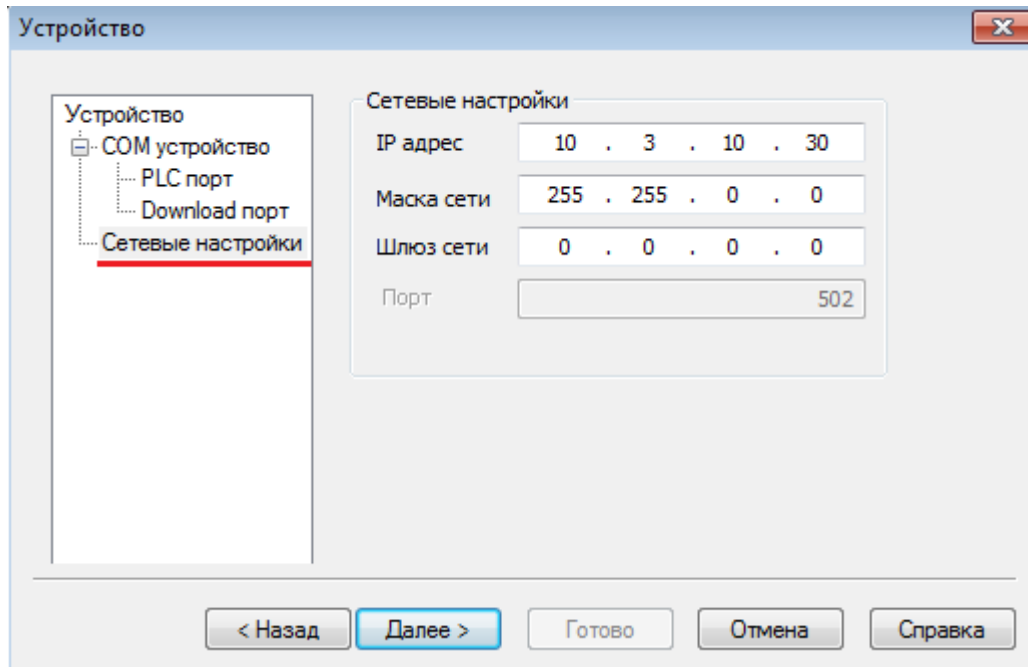 Устройство
Устройство
COM устройство
PLC порт
Download порт
Сетевые настройки
Сетевые настройки
IP адрес 10 . 3 . 10 . 30
Маска сети 255 . 255 . 0 . 0
Шлюз сети 0 . 0 . 0 . 0
Порт 502
< Назад Далее > Готово Отмена Справка